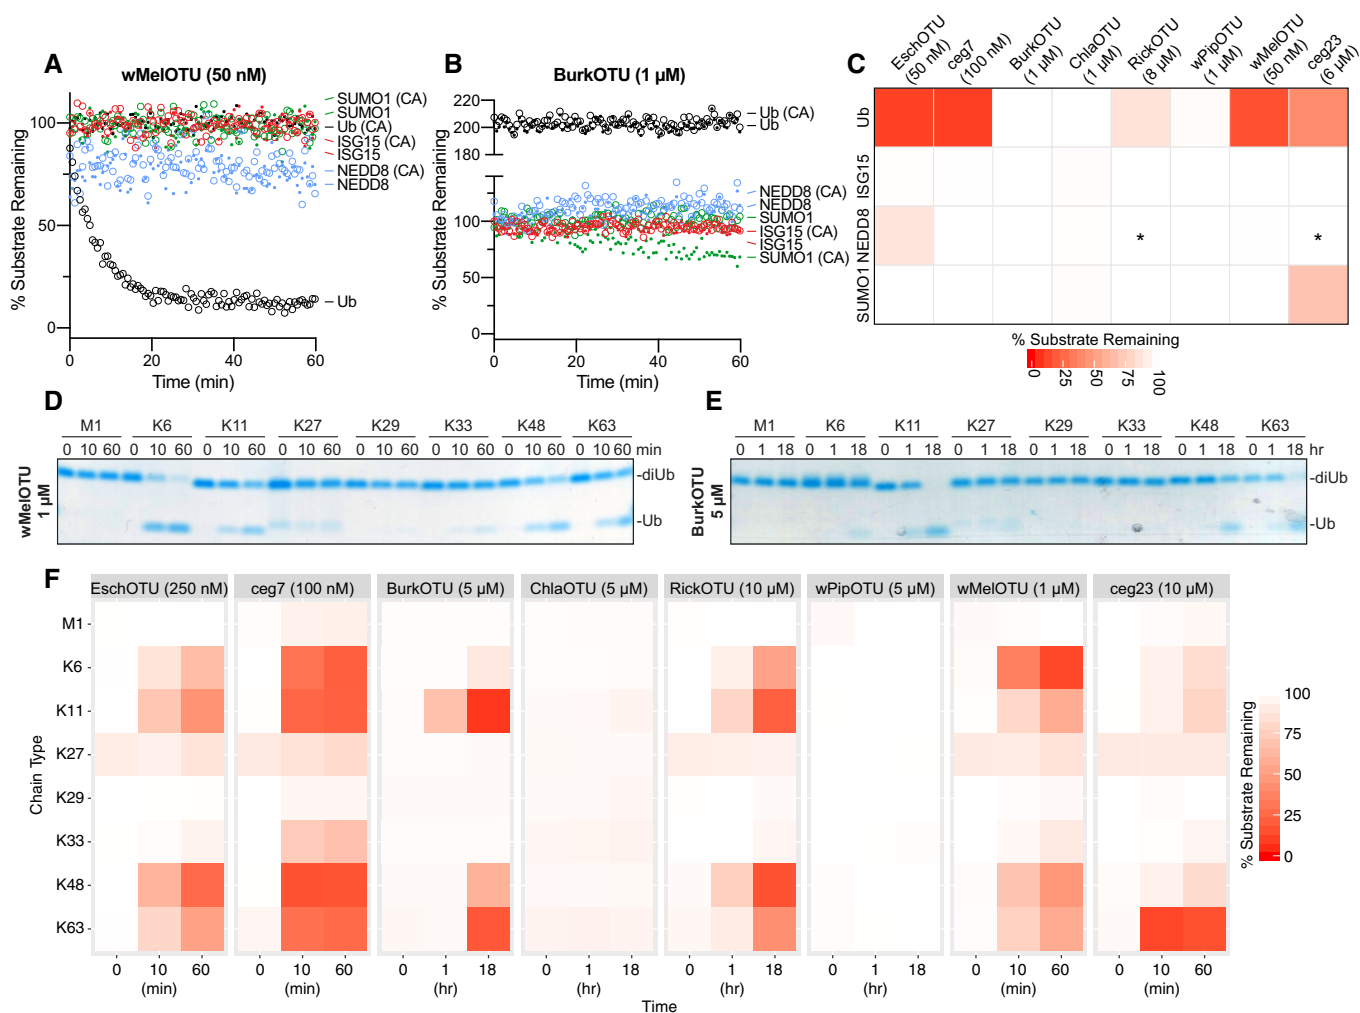 A
wMelOTU (50 nM)
% Substrate Remaining
100
50
0
0
20
40
60
Time (min)
SUMO1 (CA)
SUMO1
Ub (CA)
ISG15 (CA)
ISG15
NEDD8 (CA)
NEDD8
Ub
B
BurkOTU (1 µM)
% Substrate Remaining
220
200
180
100
50
0
0
20
40
60
Time (min)
Ub (CA)
Ub
NEDD8 (CA)
NEDD8
SUMO1
ISG15 (CA)
ISG15
SUMO1 (CA)
C
EschOTU
(50 nM)
ceg7
(100 nM)
BurkOTU
(1 µM)
ChlaOTU
(1 µM)
RickOTU
(8 µM)
wPipOTU
(1 µM)
wMelOTU
(50 nM)
ceg23
(6 µM)
Ub
ISG15
NEDD8
* *
SUMO1
% Substrate Remaining
0 25 50 75 100
D
M1 K6 K11 K27 K29 K33 K48 K63
0 10 60 0 10 60 0 10 60 0 10 60 0 10 60 0 10 60 0 10 60 0 10 60 min
wMelOTU
1 µM
-diUb
-Ub
E
M1 K6 K11 K27 K29 K33 K48 K63
0 1 18 0 1 18 0 1 18 0 1 18 0 1 18 0 1 18 0 1 18 0 1 18 hr
BurkOTU
5 µM
-diUb
-Ub
F
EschOTU (250 nM) ceg7 (100 nM) BurkOTU (5 µM) ChlaOTU (5 µM) RickOTU (10 µM) wPipOTU (5 µM) wMelOTU (1 µM) ceg23 (10 µM)
Chain Type
M1
K6
K11
K27
K29
K33
K48
K63
0 10 60 0 10 60 0 1 18 0 1 18 0 1 18 0 1 18 0 10 60 0 10 60
(min) (min) (hr) (hr) (hr) (hr) (min) (min)
Time
% Substrate Remaining
100
75
50
25
0